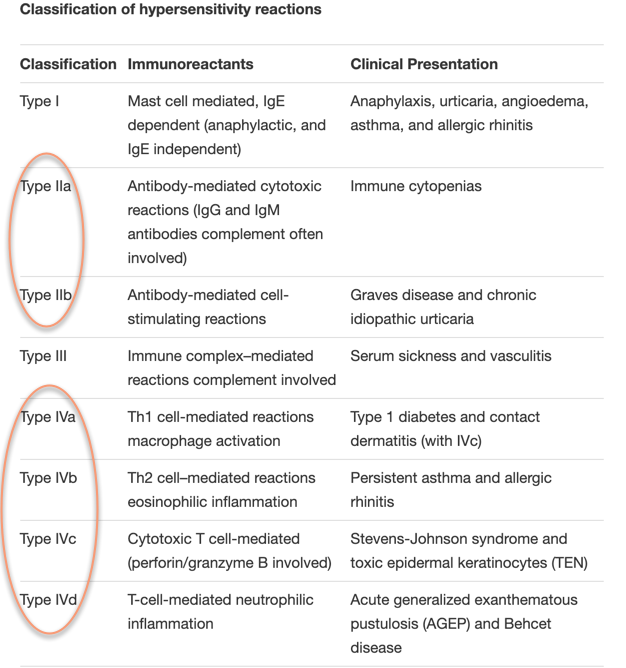 Classification of hypersensitivity reactions
Classification Immunoreactants Clinical Presentation
Type I Mast cell mediated, IgE Anaphylaxis, urticaria, angioedema,
dependent (anaphylactic, and asthma, and allergic rhinitis
IgE independent)
Type IIa Antibody-mediated cytotoxic Immune cytopenias
reactions (IgG and IgM
antibodies complement often
involved)
Type IIb Antibody-mediated cell- Graves disease and chronic
stimulating reactions idiopathic urticaria
Type III Immune complex–mediated Serum sickness and vasculitis
reactions complement involved
Type IVa Th1 cell-mediated reactions Type 1 diabetes and contact
macrophage activation dermatitis (with IVc)
Type IVb Th2 cell–mediated reactions Persistent asthma and allergic
eosinophilic inflammation rhinitis
Type IVc Cytotoxic T cell-mediated Stevens-Johnson syndrome and
(perforin/granzyme B involved) toxic epidermal keratinocytes (TEN)
Type IVd T-cell-mediated neutrophilic Acute generalized exanthematous
inflammation pustulosis (AGEP) and Behcet
disease